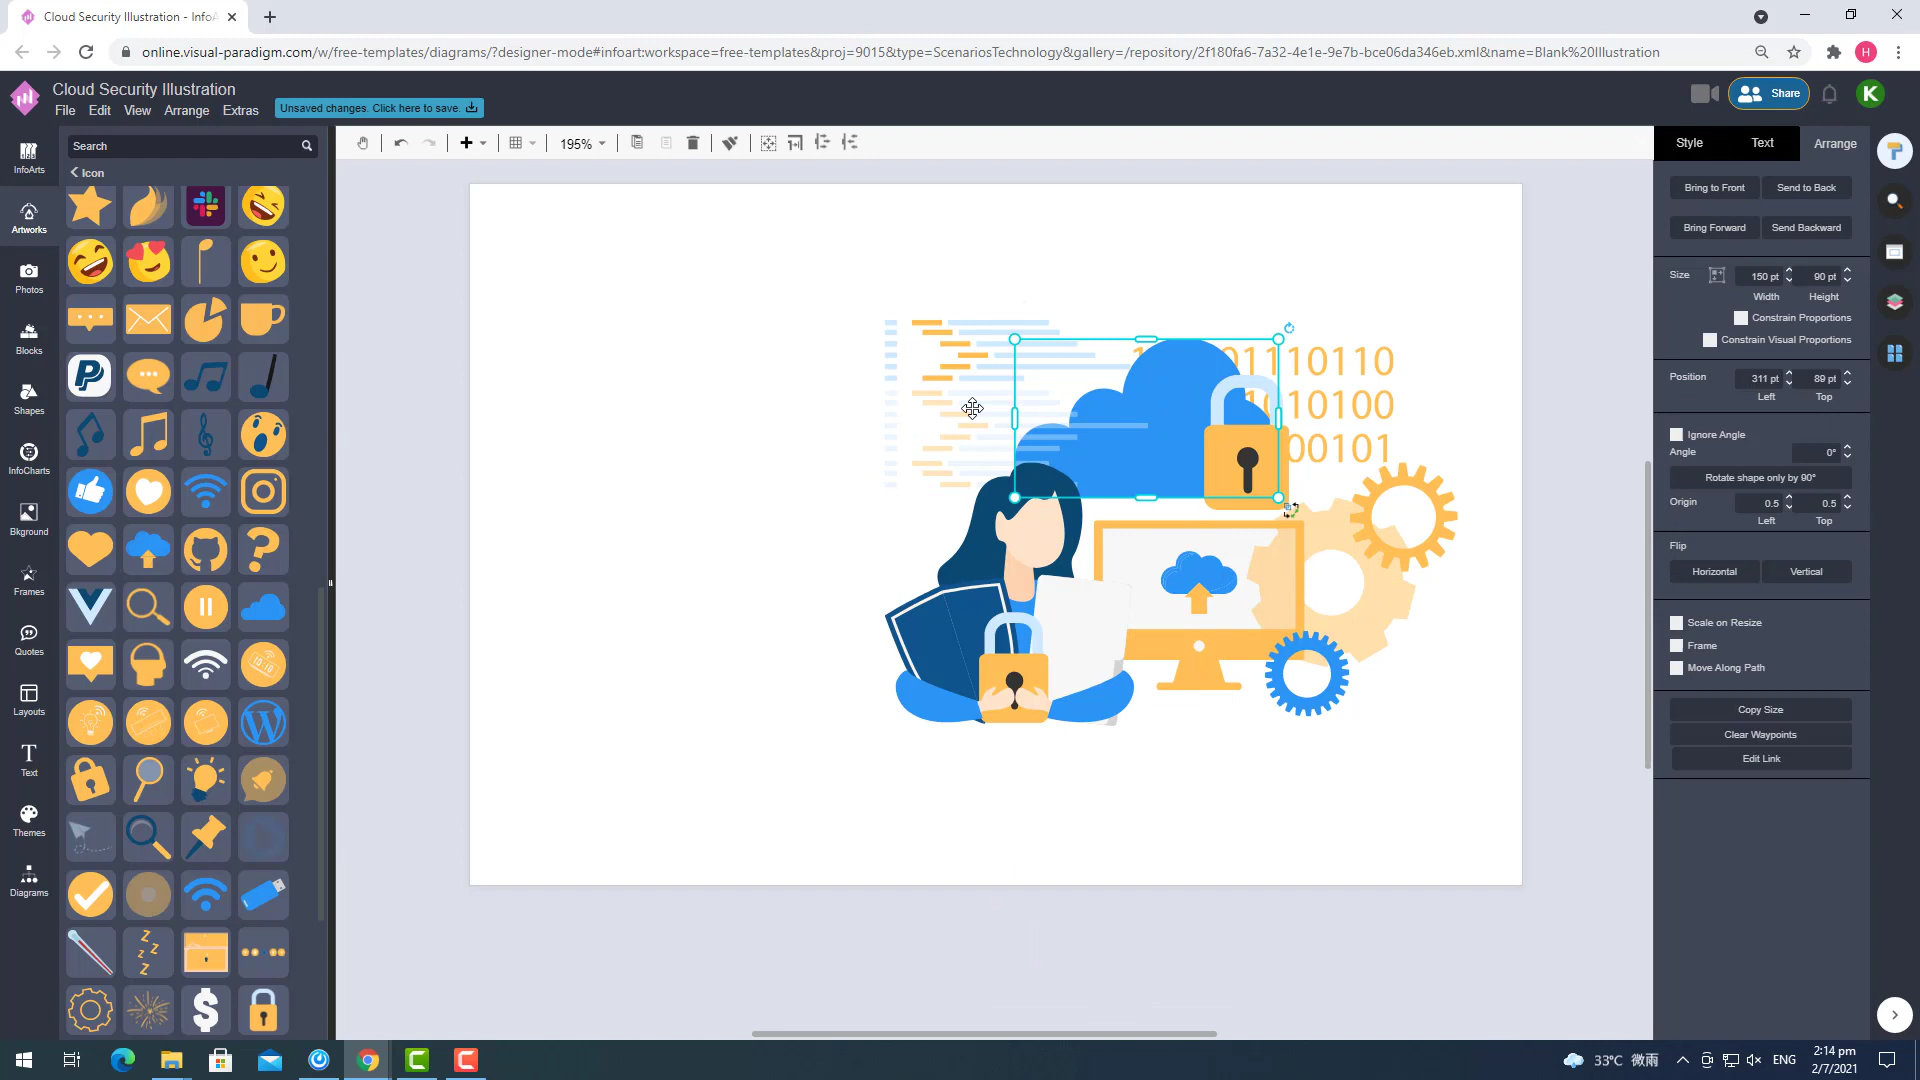 Cloud Security Illustration - InfoA
online.visual-paradigm.com/w/free-templates/diagrams/?designer-mode#infoart:workspace=free-templates&proj=9015&type=ScenariosTechnology&gallery=/repository/2f180fa6-7a32-4e1e-9e7b-bce06da346eb.xml&name=Blank%20Illustration
H
Cloud Security Illustration
File Edit View Arrange Extras
Unsaved changes. Click here to save.
Share
K
InfoArts
Artworks
Photos
Blocks
Shapes
InfoCharts
Bkground
Frames
Quotes
Layouts
Text
Themes
Diagrams
Search
Icon
195%
Style Text Arrange
Bring to Front Send to Back
Bring Forward Send Backward
Size 150 pt 90 pt
Width Height
Constrain Proportions
Constrain Visual Proportions
Position 311 pt 89 pt
Left Top
Ignore Angle
Angle 0°
Rotate shape only by 90°
Origin 0.5 0.5
Left Top
Flip
Horizontal Vertical
Scale on Resize
Frame
Move Along Path
Copy Size
Clear Waypoints
Edit Link
01110110
10100
00101
33°C 微雨
ENG
2:14 pm
2/7/2021